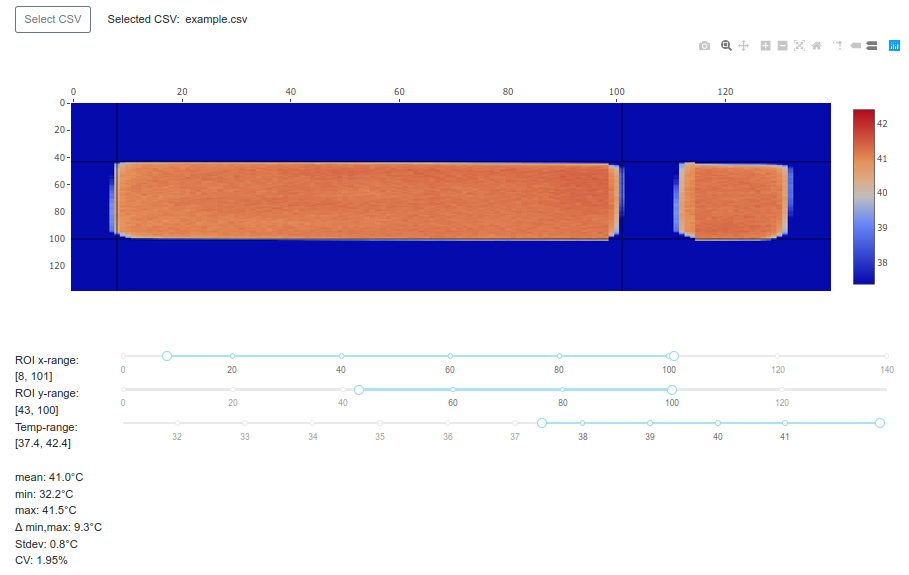 Select CSV Selected CSV: example.csv
0 20 40 60 80 100 120
0
20
40
60
80
100
120
42
41
40
39
38
ROI x-range:
[8, 101]
0 20 40 60 80 100 120 140
ROI y-range:
[43, 100]
0 20 40 60 80 100 120
Temp-range:
[37.4, 42.4]
32 33 34 35 36 37 38 39 40 41
mean: 41.0°C
min: 32.2°C
max: 41.5°C
Δ min,max: 9.3°C
Stdev: 0.8°C
CV: 1.95%